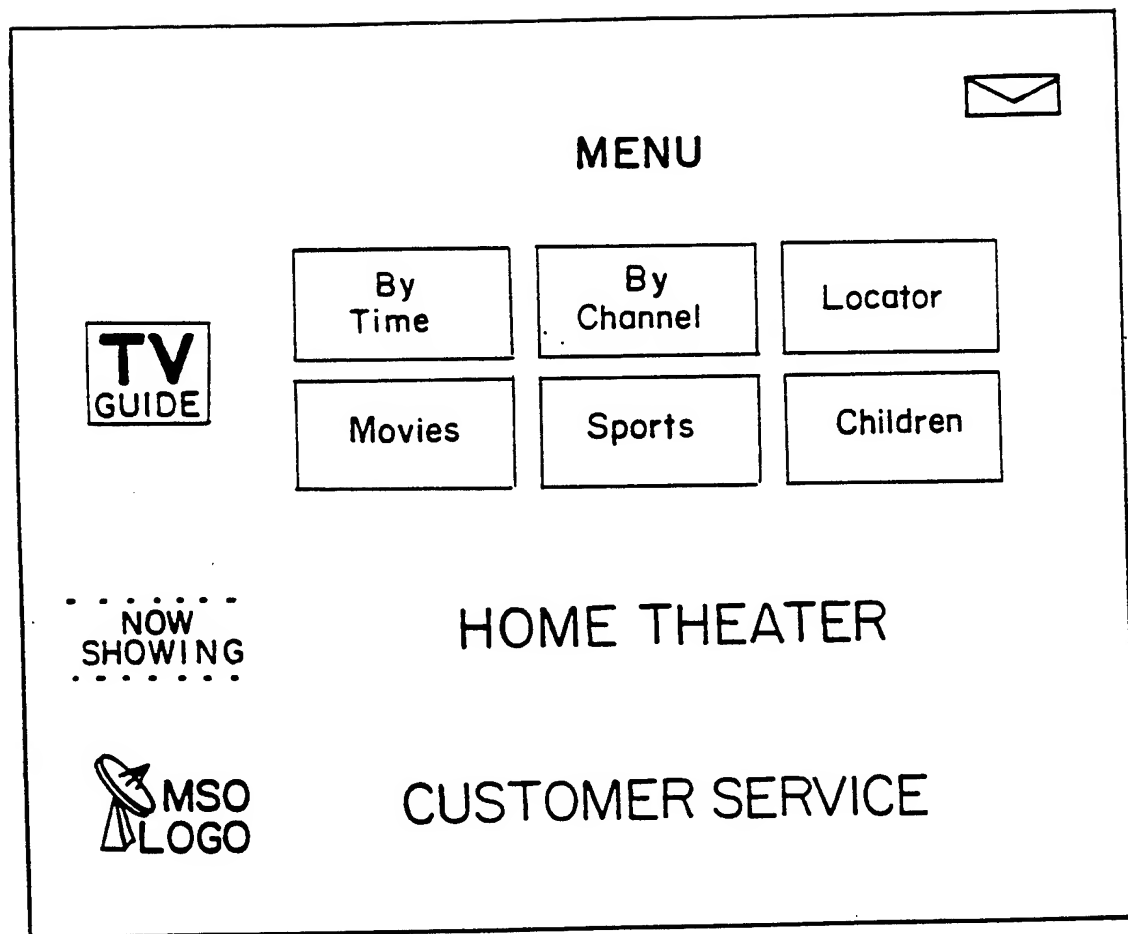 MENU
By
Time
By
Channel
Locator
TV
GUIDE
Movies
Sports
Children
NOW
SHOWING
HOME THEATER
MSO
LOGO
CUSTOMER SERVICE